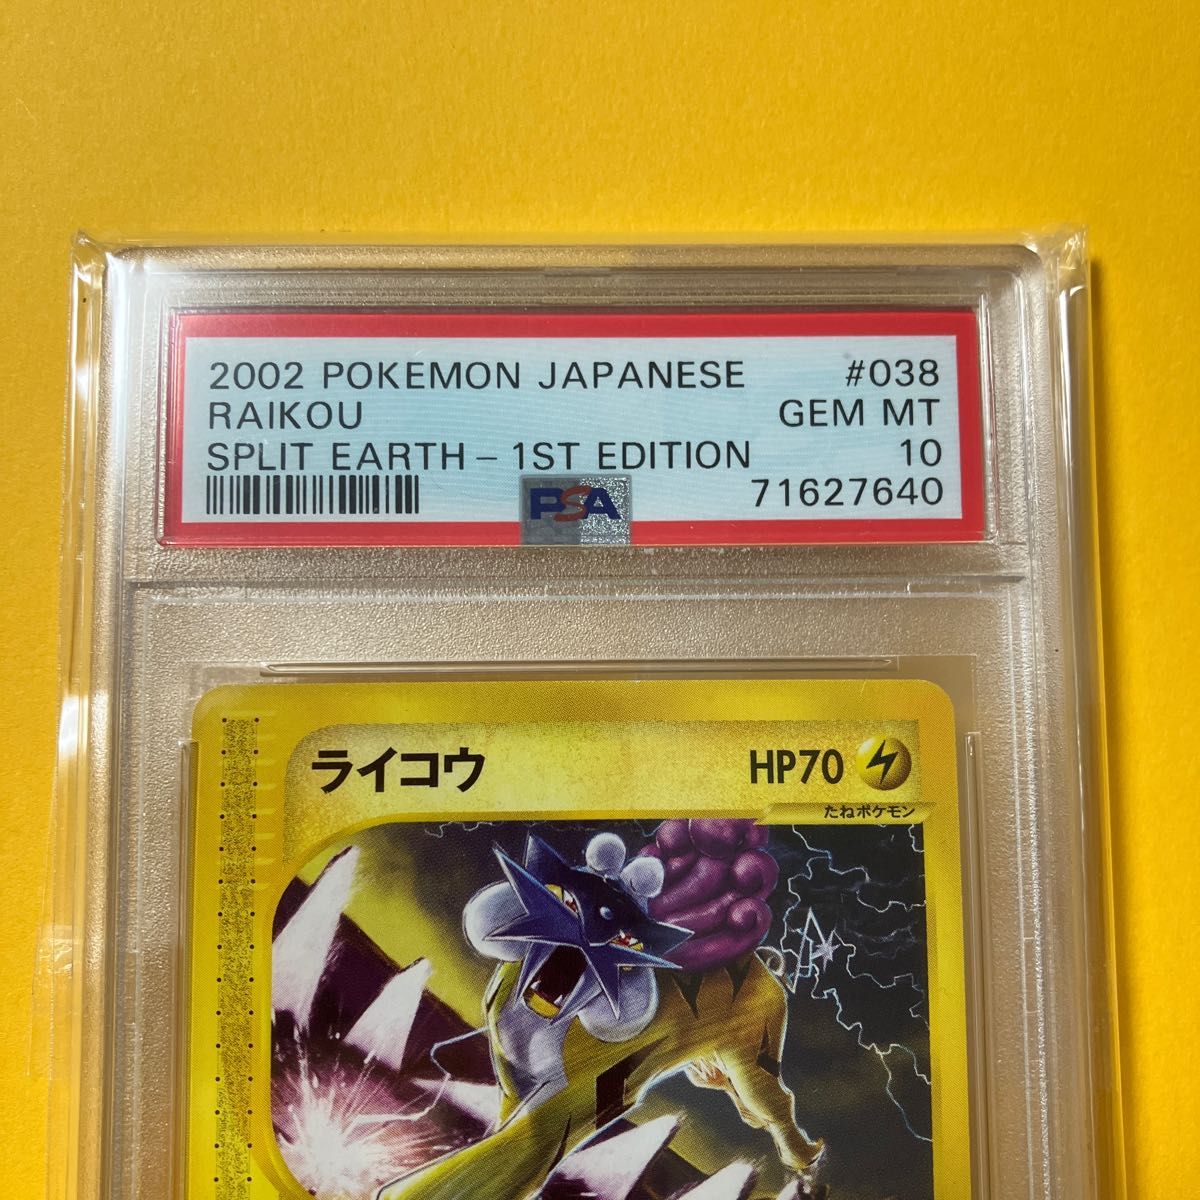 2002 POKEMON JAPANESE #038
RAIKOU GEM MT
SPLIT EARTH - 1ST EDITION 10
PSA 71627640
ライコウ HP70
たねポケモン